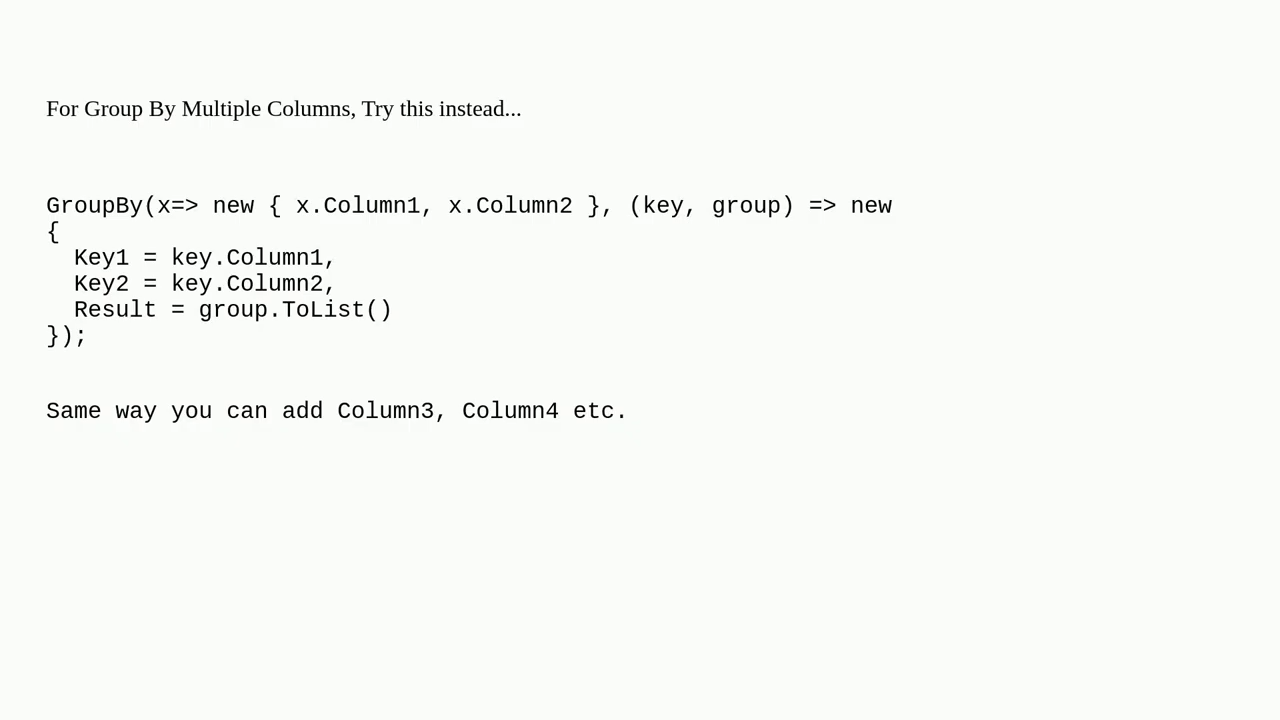 For Group By Multiple Columns, Try this instead...
GroupBy(x=> new { x.Column1, x.Column2 }, (key, group) => new
{
  Key1 = key.Column1,
  Key2 = key.Column2,
  Result = group.ToList()
});
Same way you can add Column3, Column4 etc.